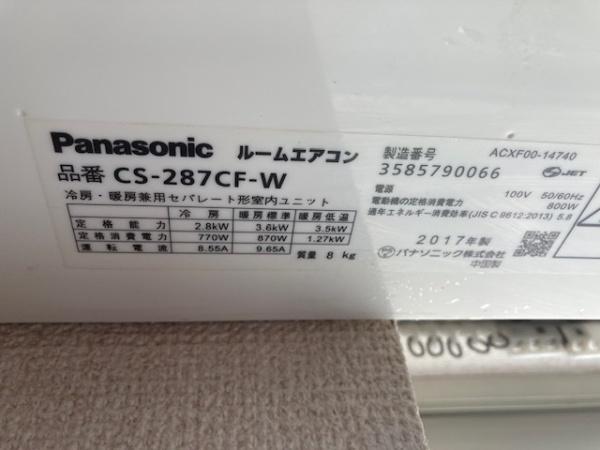 Panasonic ルームエアコン
品番 CS-287CF-W
冷房・暖房兼用セパレート形室内ユニット
冷房 暖房標準 暖房低温
定格能力 2.8kW 3.6kW 3.5kW
定格消費電力 770W 870W 1.27kW
運転電流 8.55A 9.65A 質量 8 kg
製造番号 ACXF00-14740
3585790066 JET
電源 100V 50/60Hz
電動機の定格消費電力 800W
通年エネルギー消費効率(JIS C 9612:2013) 5.8
2017年製
パナソニック株式会社
中国製